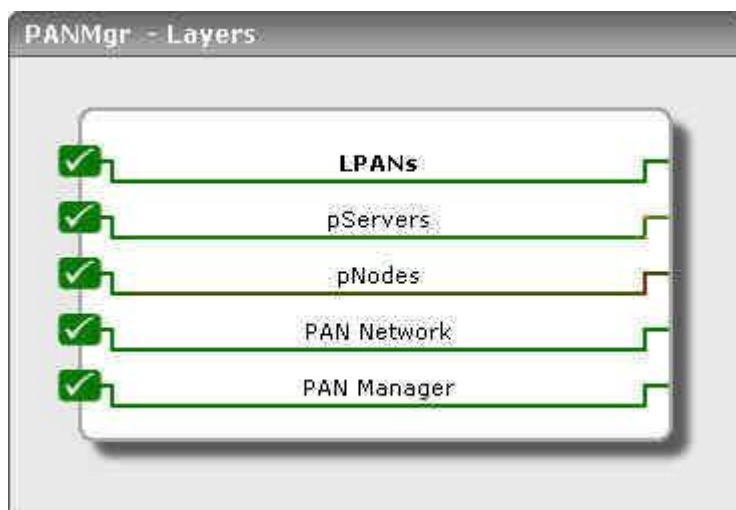 PANMgr - Layers
LPANs
pServers
pNodes
PAN Network
PAN Manager